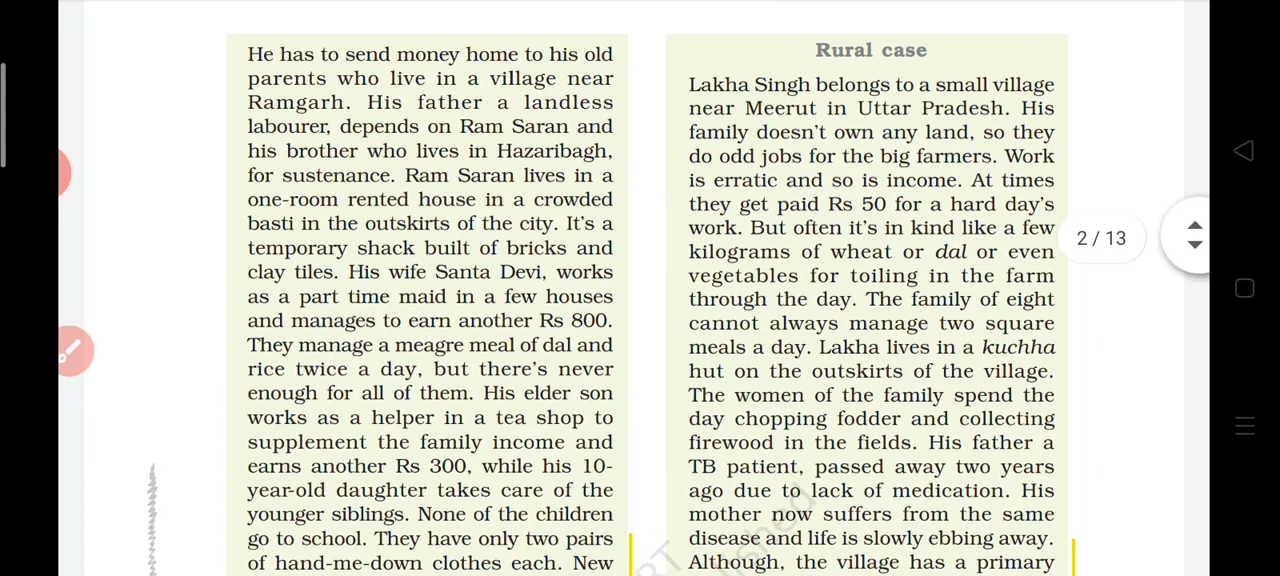 He has to send money home to his old
parents who live in a village near
Ramgarh. His father a landless
labourer, depends on Ram Saran and
his brother who lives in Hazaribagh,
for sustenance. Ram Saran lives in a
one-room rented house in a crowded
basti in the outskirts of the city. It's a
temporary shack built of bricks and
clay tiles. His wife Santa Devi, works
as a part time maid in a few houses
and manages to earn another Rs 800.
They manage a meagre meal of dal and
rice twice a day, but there's never
enough for all of them. His elder son
works as a helper in a tea shop to
supplement the family income and
earns another Rs 300, while his 10-
year-old daughter takes care of the
younger siblings. None of the children
go to school. They have only two pairs
of hand-me-down clothes each. New
Rural case
Lakha Singh belongs to a small village
near Meerut in Uttar Pradesh. His
family doesn't own any land, so they
do odd jobs for the big farmers. Work
is erratic and so is income. At times
they get paid Rs 50 for a hard day's
work. But often it's in kind like a few
kilograms of wheat or dal or even
vegetables for toiling in the farm
through the day. The family of eight
cannot always manage two square
meals a day. Lakha lives in a kuchha
hut on the outskirts of the village.
The women of the family spend the
day chopping fodder and collecting
firewood in the fields. His father a
TB patient, passed away two years
ago due to lack of medication. His
mother now suffers from the same
disease and life is slowly ebbing away.
Although, the village has a primary
2 / 13